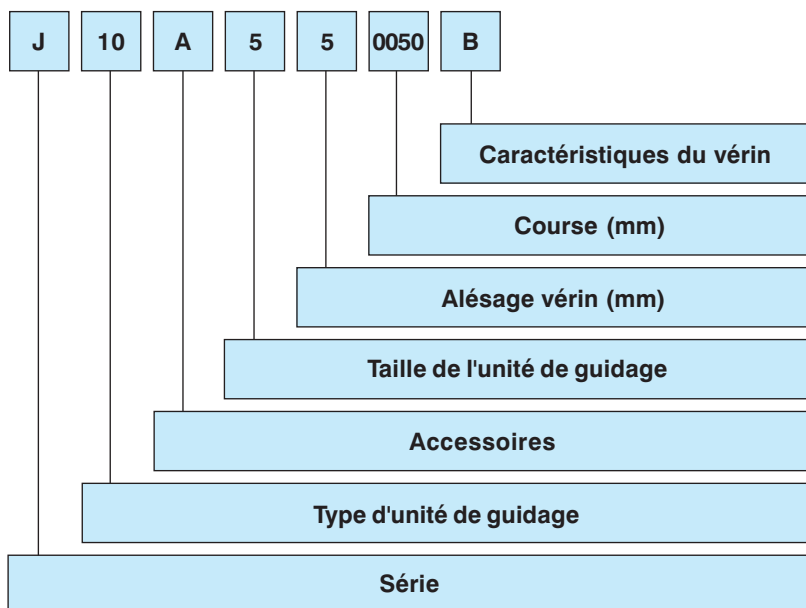 J 10 A 5 5 0050 B
Caractéristiques du vérin
Course (mm)
Alésage vérin (mm)
Taille de l'unité de guidage
Accessoires
Type d'unité de guidage
Série